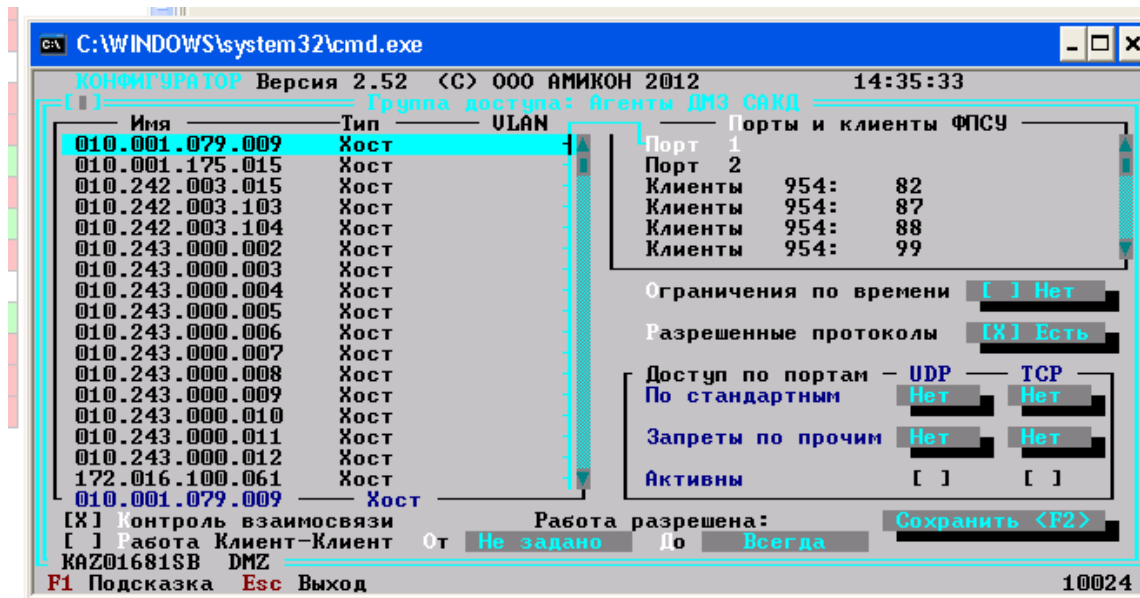 C:\WINDOWS\system32\cmd.exe
КОНФИГУРАТОР Версия 2.52 (C) ООО АМИКОН 2012 14:35:33
Группа доступа: Агенты ДМЗ САКД
Имя Тип VLAN
010.001.079.009 Хост
010.001.175.015 Хост
010.242.003.015 Хост
010.242.003.103 Хост
010.242.003.104 Хост
010.243.000.002 Хост
010.243.000.003 Хост
010.243.000.004 Хост
010.243.000.005 Хост
010.243.000.006 Хост
010.243.000.007 Хост
010.243.000.008 Хост
010.243.000.009 Хост
010.243.000.010 Хост
010.243.000.011 Хост
010.243.000.012 Хост
172.016.100.061 Хост
010.001.079.009 Хост
Порты и клиенты ФПСУ
Порт 1
Порт 2
Клиенты 954: 82
Клиенты 954: 87
Клиенты 954: 88
Клиенты 954: 99
Ограничения по времени [ ] Нет
Разрешенные протоколы [X] Есть
Доступ по портам UDP TCP
По стандартным Нет Нет
Запреты по прочим Нет Нет
Активны [ ] [ ]
[X] Контроль взаимосвязи Работа разрешена: Сохранить <F2>
[ ] Работа Клиент-Клиент От Не задано До Всегда
KAZ01681SB DMZ
F1 Подсказка Esc Выход 10024